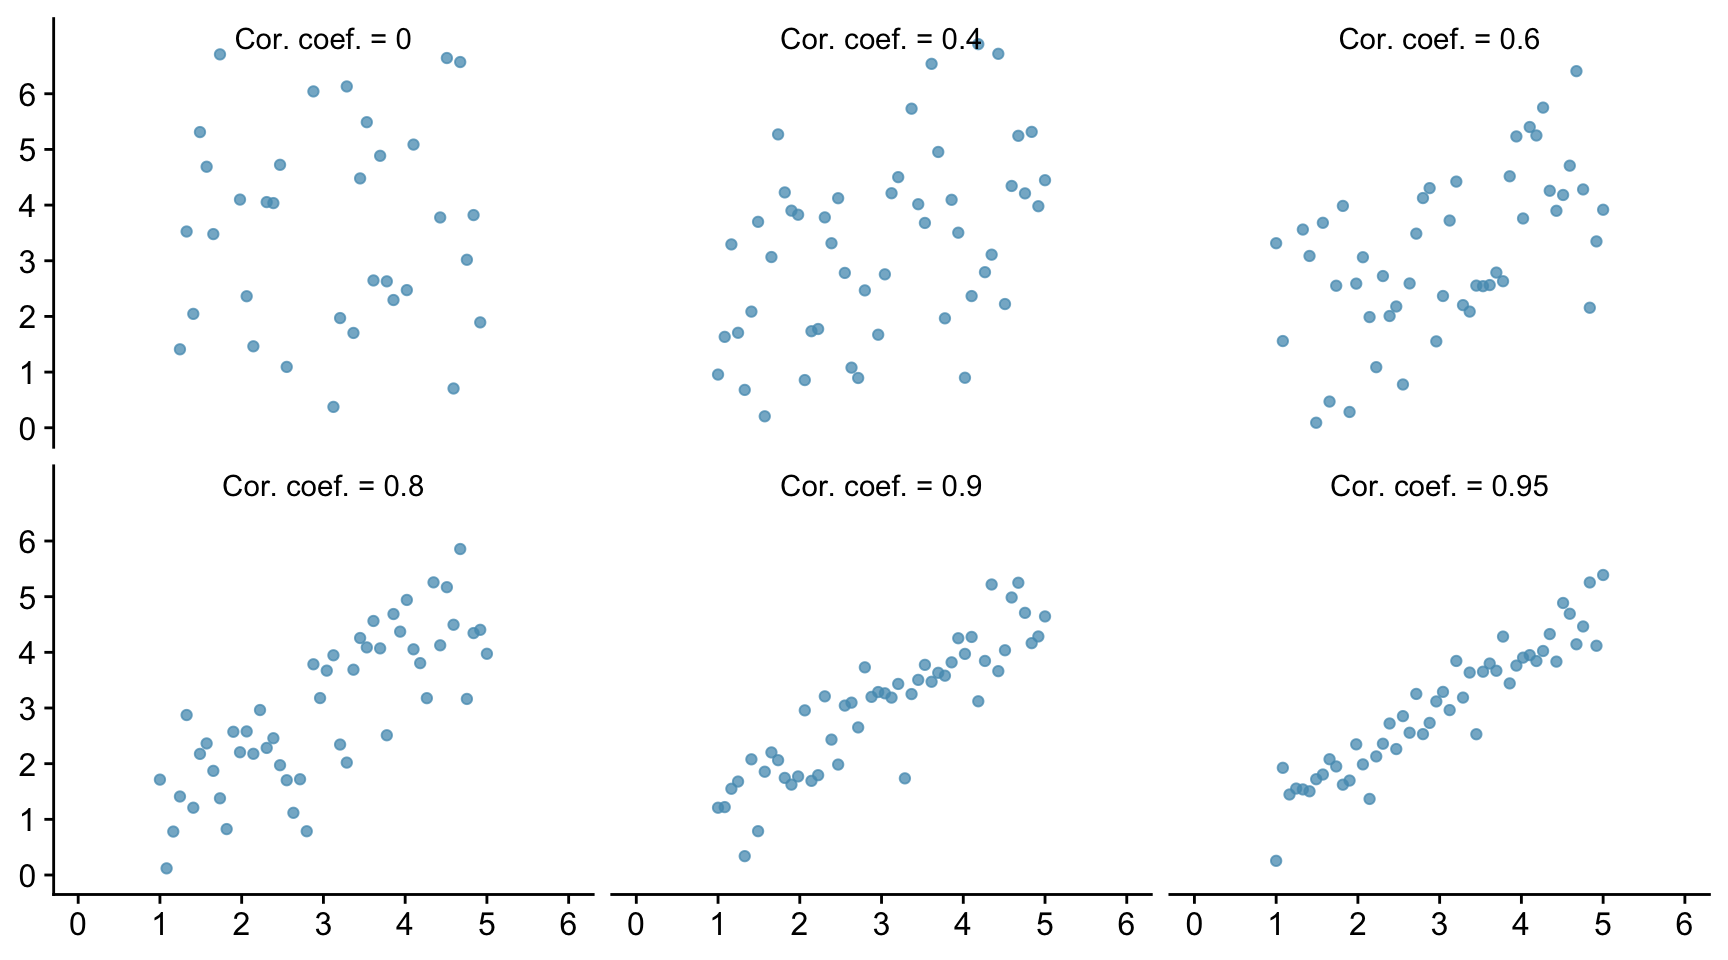 Cor. coef. = 0
Cor. coef. = 0.4
Cor. coef. = 0.6
6
5
4
3
2
1
0
Cor. coef. = 0.8
Cor. coef. = 0.9
Cor. coef. = 0.95
6
5
4
3
2
1
0
0 1 2 3 4 5 6
0 1 2 3 4 5 6
0 1 2 3 4 5 6